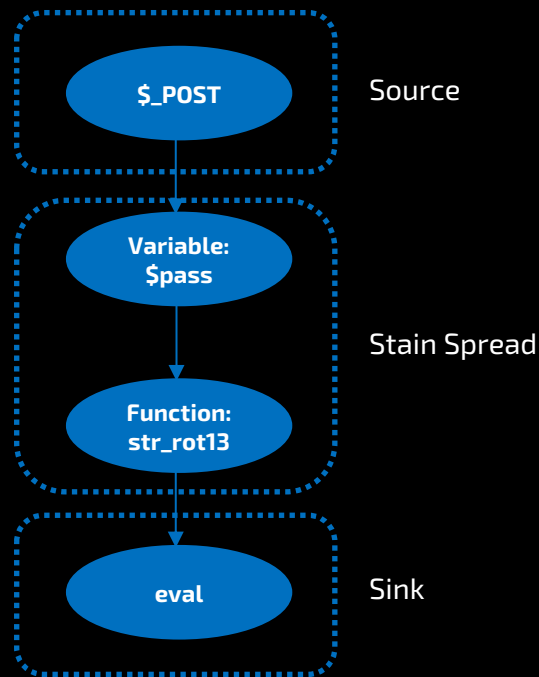 $_POST
Source
Variable:
$pass
Stain Spread
Function:
str_rot13
eval
Sink